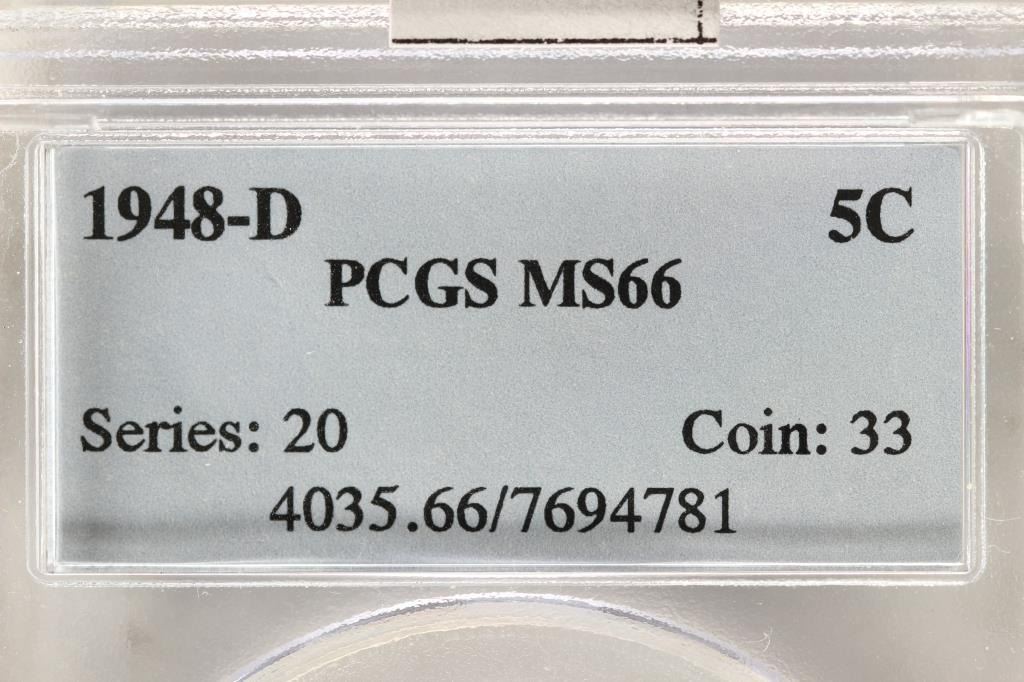 1948-D 5C
PCGS MS66
Series: 20 Coin: 33
4035.66/7694781